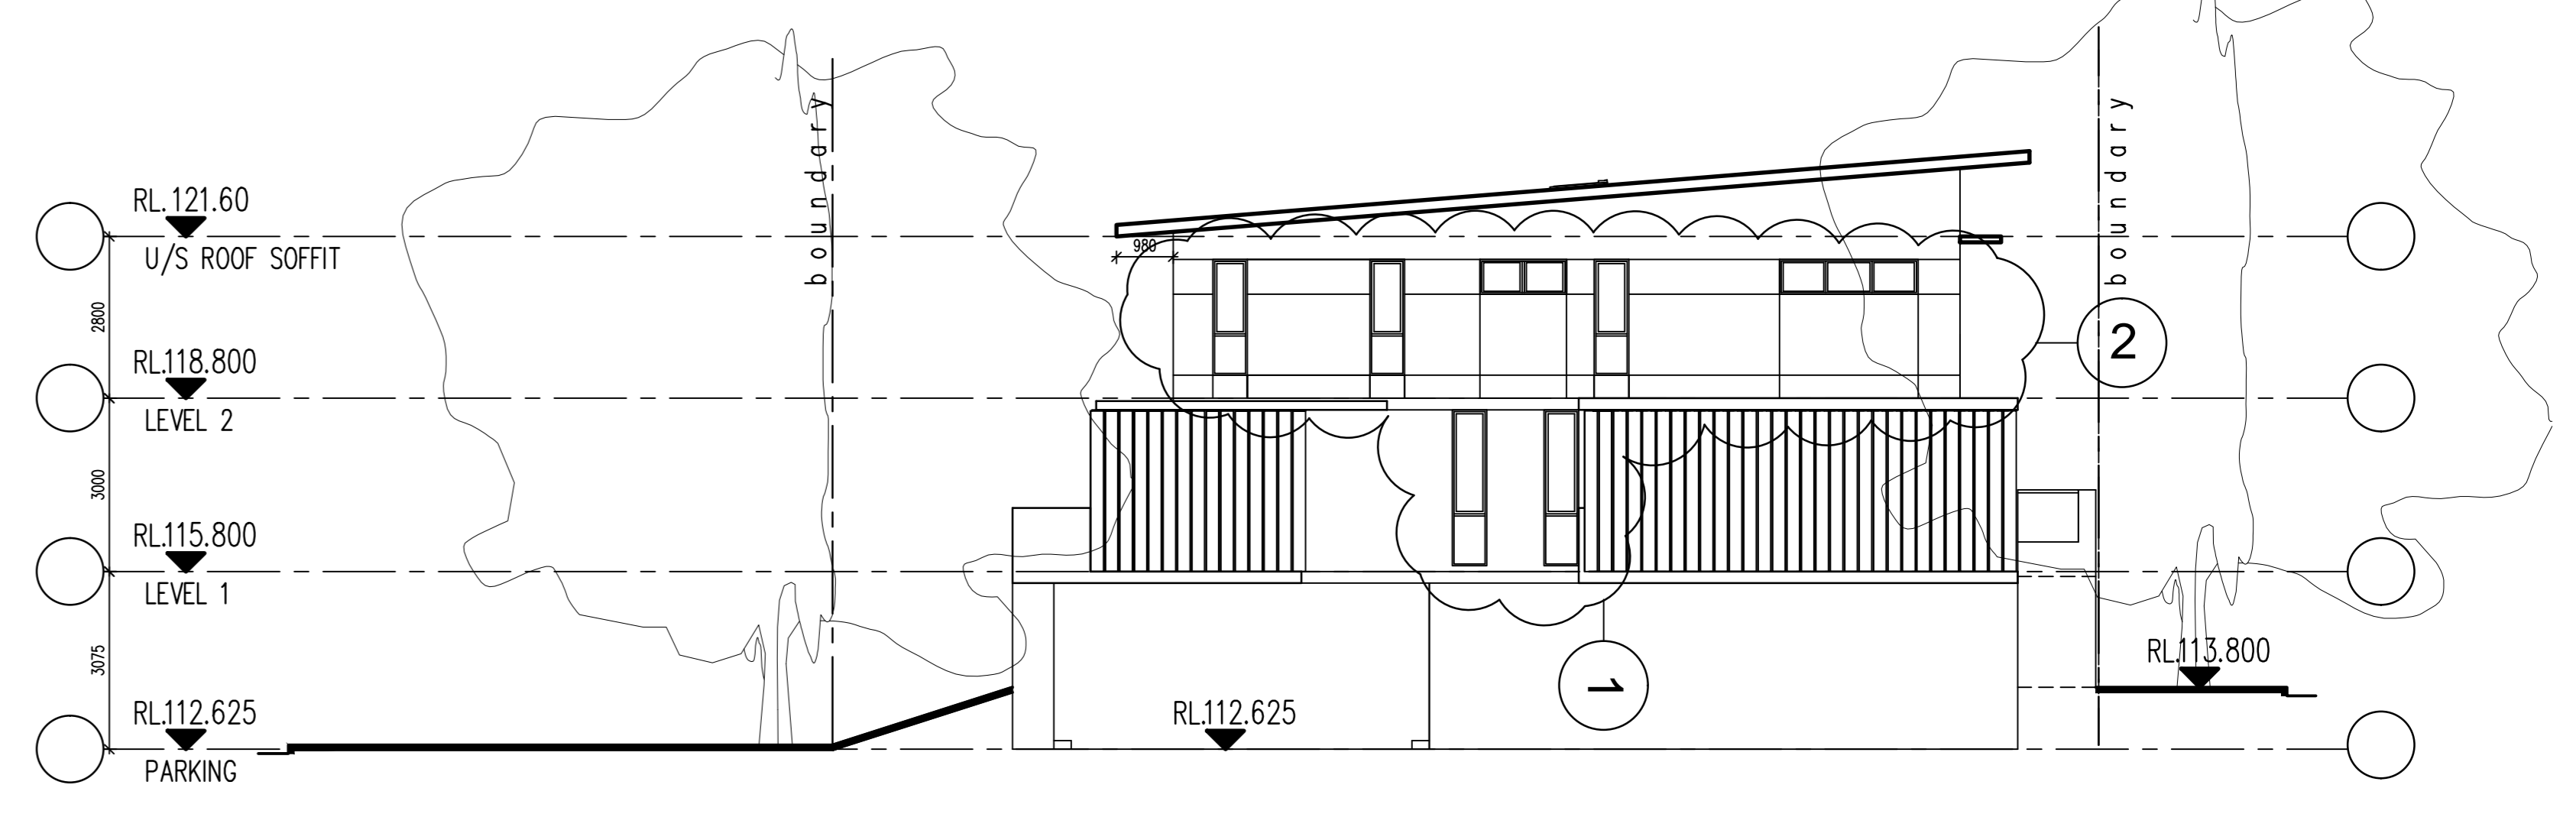 boundary
boundary
RL.121.60
U/S ROOF SOFFIT
980
2800
2
RL.118.800
LEVEL 2
3000
RL.115.800
LEVEL 1
3075
RL.113.800
1
RL.112.625
RL.112.625
PARKING